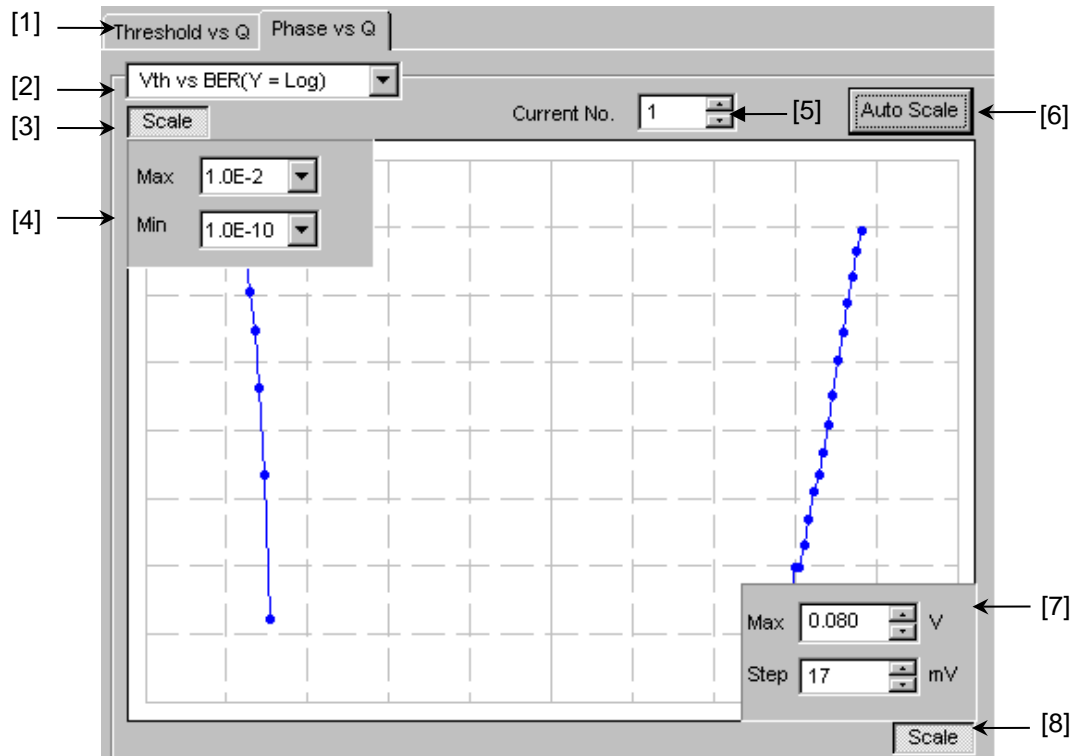 [1]
Threshold vs Q
Phase vs Q
[2]
Vth vs BER(Y = Log)
[3]
Scale
Current No.
1
[5]
Auto Scale
[6]
[4]
Max
1.0E-2
Min
1.0E-10
Max
0.080
V
[7]
Step
17
mV
[8]
Scale